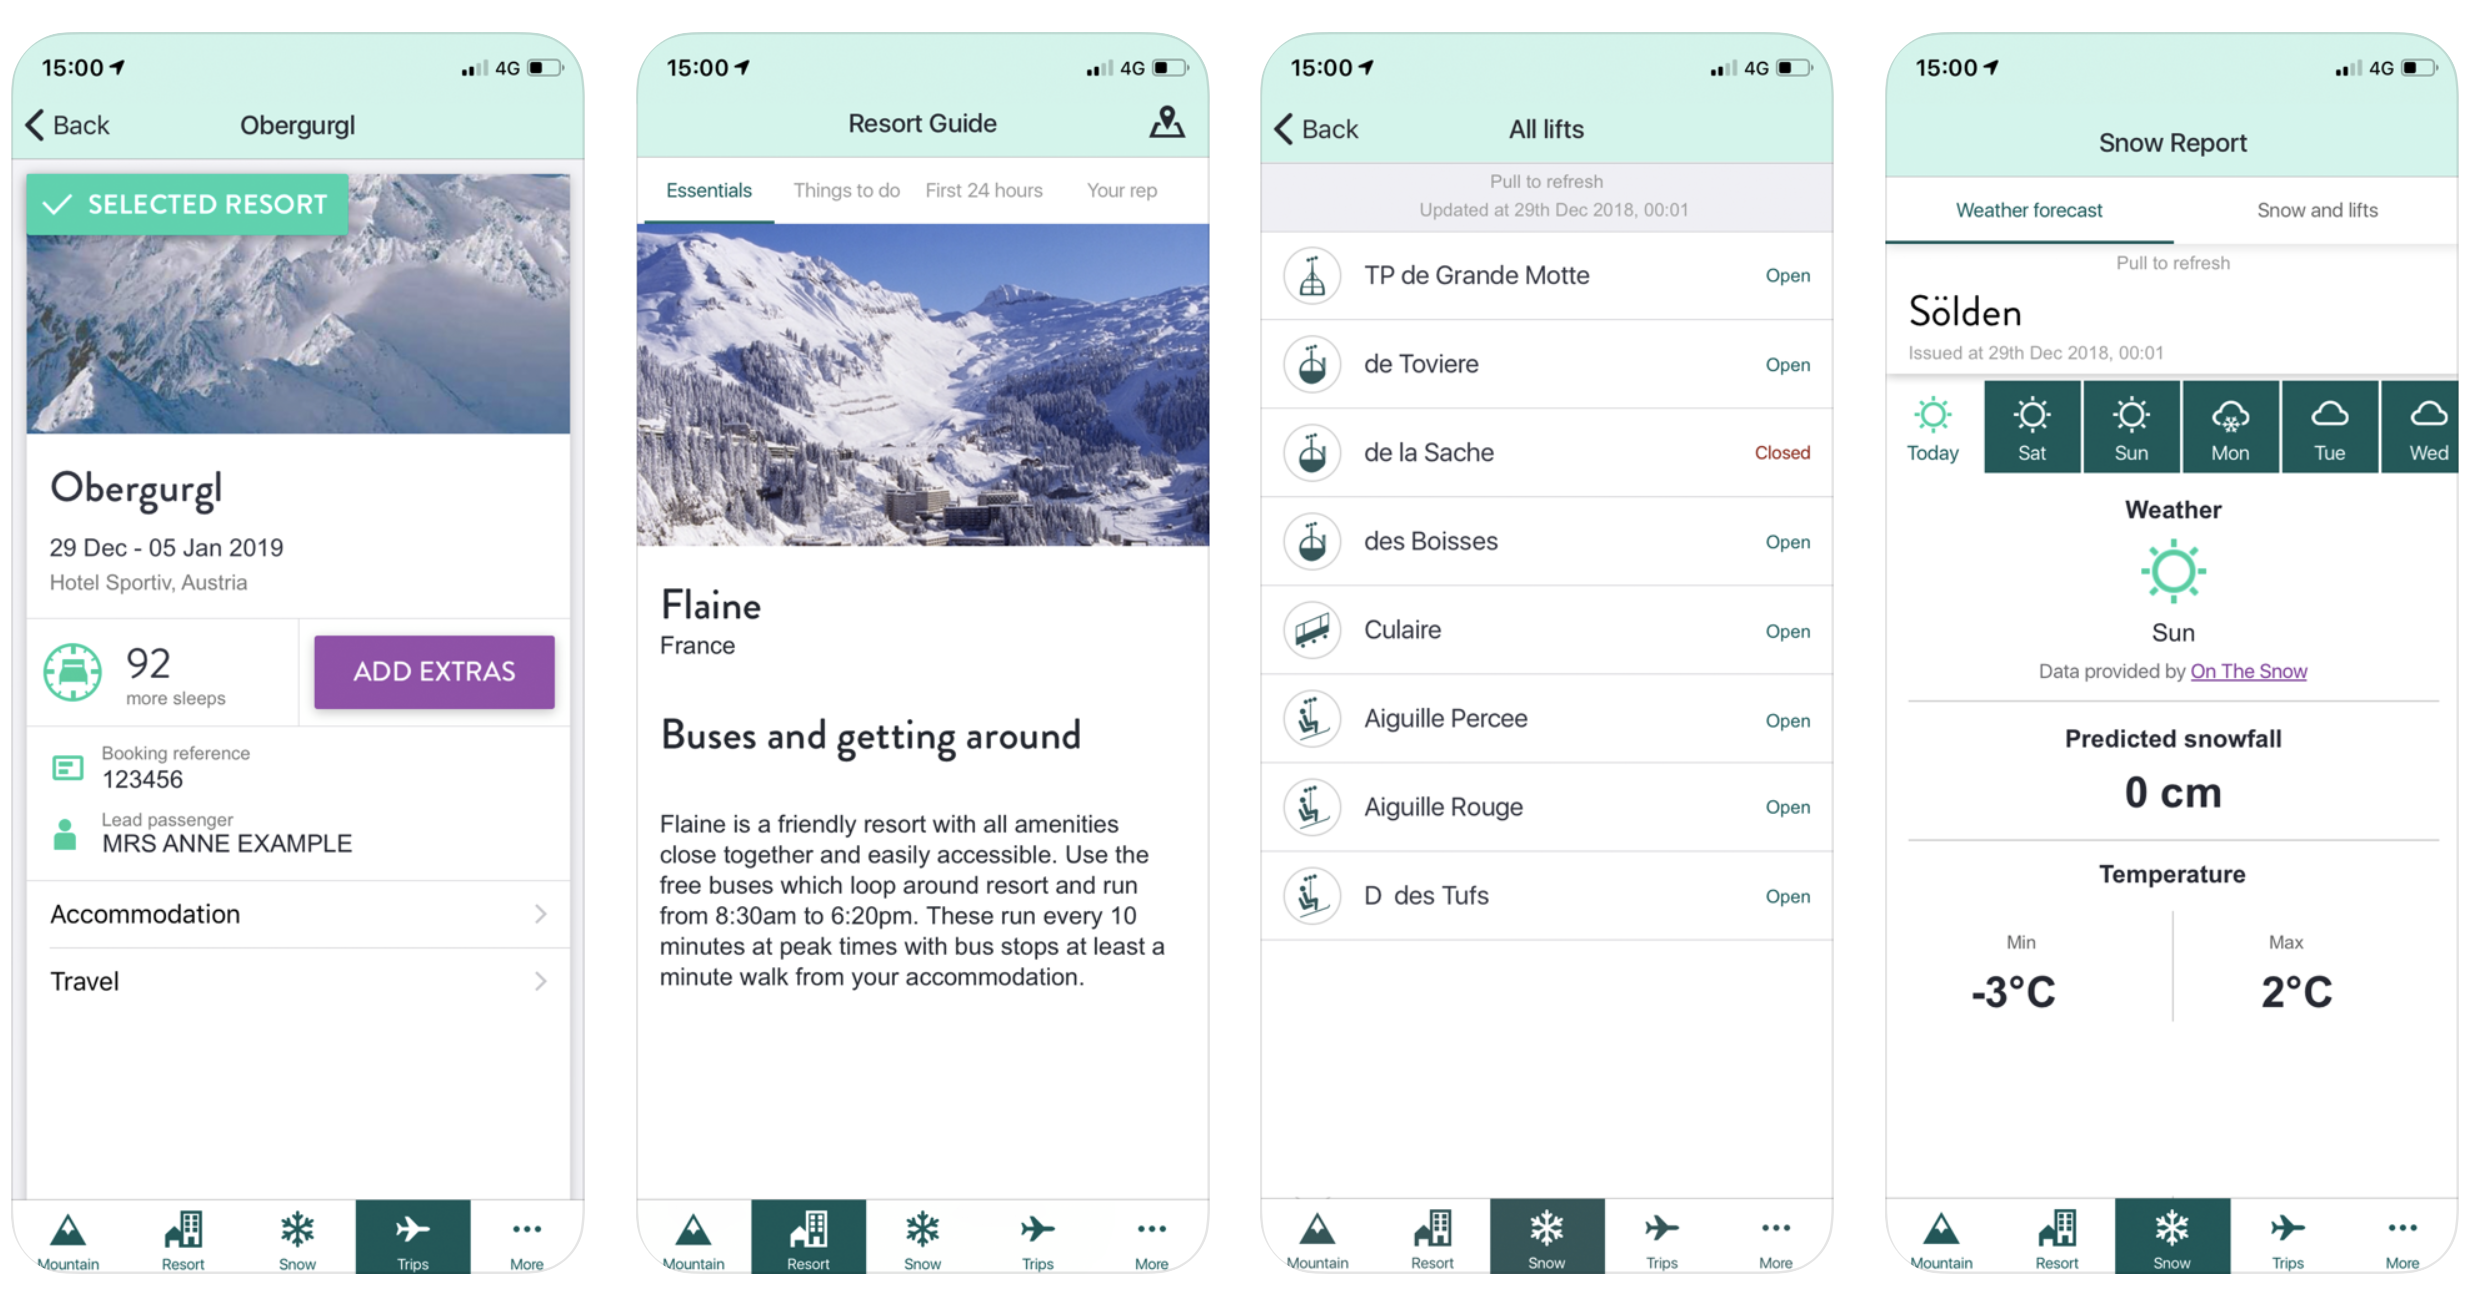 15:00
4G
Back
Obergurgl
SELECTED RESORT
Obergurgl
29 Dec - 05 Jan 2019
Hotel Sportiv, Austria
92
more sleeps
ADD EXTRAS
Booking reference
123456
Lead passenger
MRS ANNE EXAMPLE
Accommodation
Travel
Mountain
Resort
Snow
Trips
More
15:00
4G
Resort Guide
Essentials
Things to do
First 24 hours
Your rep
Flaine
France
Buses and getting around
Flaine is a friendly resort with all amenities
close together and easily accessible. Use the
free buses which loop around resort and run
from 8:30am to 6:20pm. These run every 10
minutes at peak times with bus stops at least a
minute walk from your accommodation.
Mountain
Resort
Snow
Trips
More
15:00
4G
Back
All lifts
Pull to refresh
Updated at 29th Dec 2018, 00:01
TP de Grande Motte
Open
de Toviere
Open
de la Sache
Closed
des Boisses
Open
Culaire
Open
Aiguille Percee
Open
Aiguille Rouge
Open
D des Tufs
Open
Mountain
Resort
Snow
Trips
More
15:00
4G
Snow Report
Weather forecast
Snow and lifts
Pull to refresh
Sölden
Issued at 29th Dec 2018, 00:01
Today
Sat
Sun
Mon
Tue
Wed
Weather
Sun
Data provided by On The Snow
Predicted snowfall
0 cm
Temperature
Min
Max
-3°C
2°C
Mountain
Resort
Snow
Trips
More